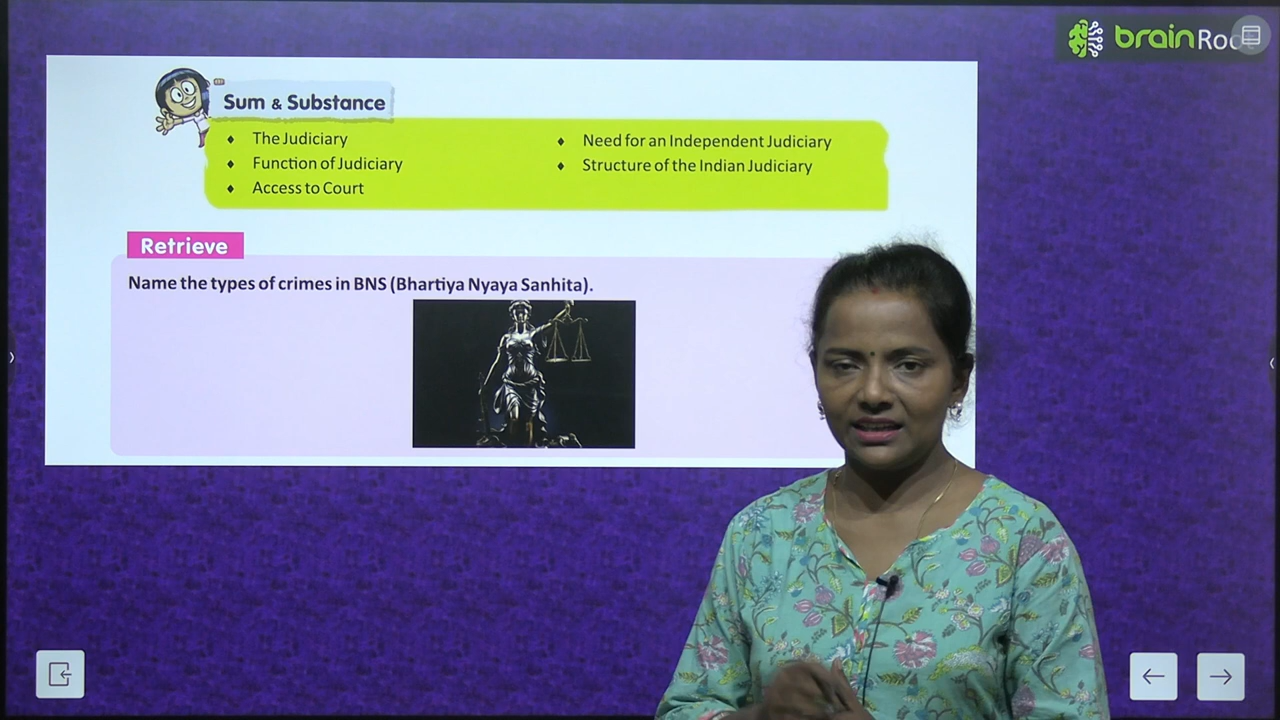 brainRoot
Sum & Substance
♦ The Judiciary
♦ Function of Judiciary
♦ Access to Court
♦ Need for an Independent Judiciary
♦ Structure of the Indian Judiciary
Retrieve
Name the types of crimes in BNS (Bhartiya Nyaya Sanhita).